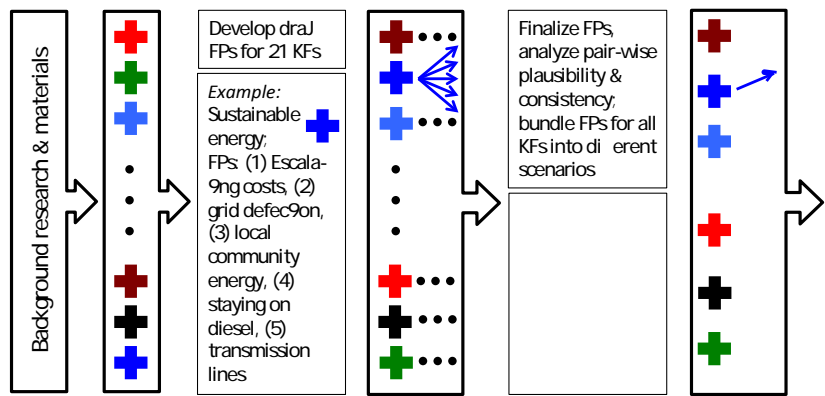 Background research & materials
Develop draJ
FPs for 21 KFs
Example:
Sustainable
energy;
FPs: (1) Escala-
9ng costs, (2)
grid defec9on,
(3) local
community
energy, (4)
staying on
diesel, (5)
transmission
lines
Finalize FPs,
analyze pair-wise
plausibility &
consistency;
bundle FPs for all
KFs into di erent
scenarios